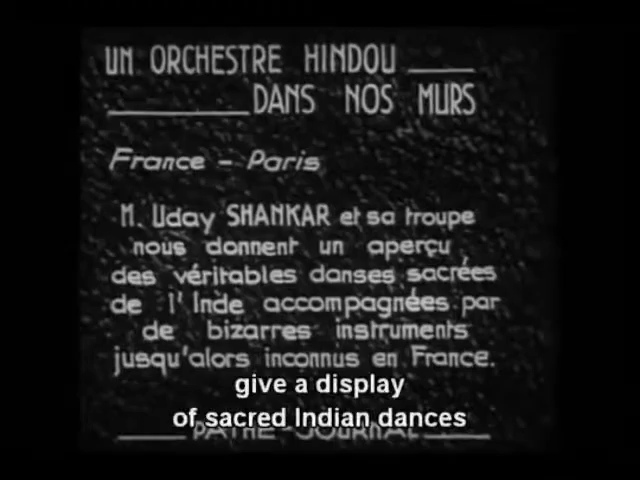 UN ORCHESTRE HINDOU
DANS NOS MURS
France - Paris
M. Uday SHANKAR et sa troupe
nous donnent un aperçu
des véritables danses sacrées
de l'Inde accompagnées par
de bizarres instruments
jusqu'alors inconnus en France.
give a display
of sacred Indian dances
PATHE-JOURNAL